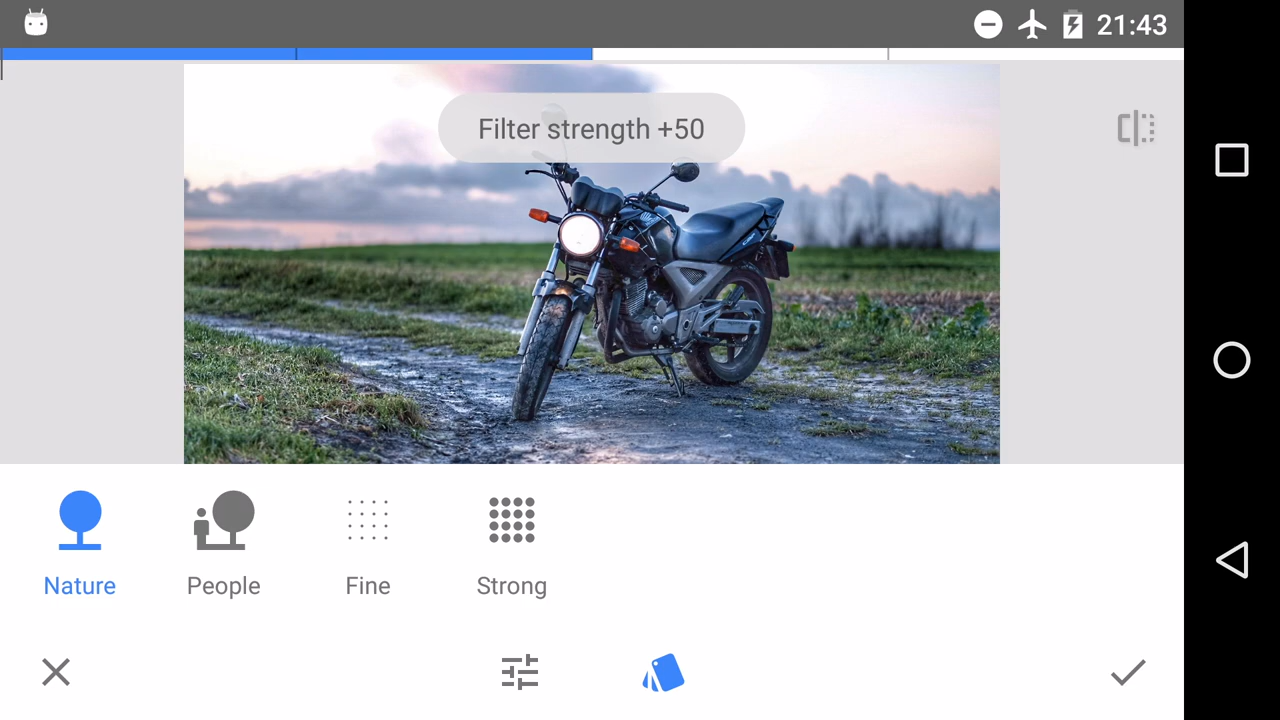 21:43
Filter strength +50
Nature
People
Fine
Strong